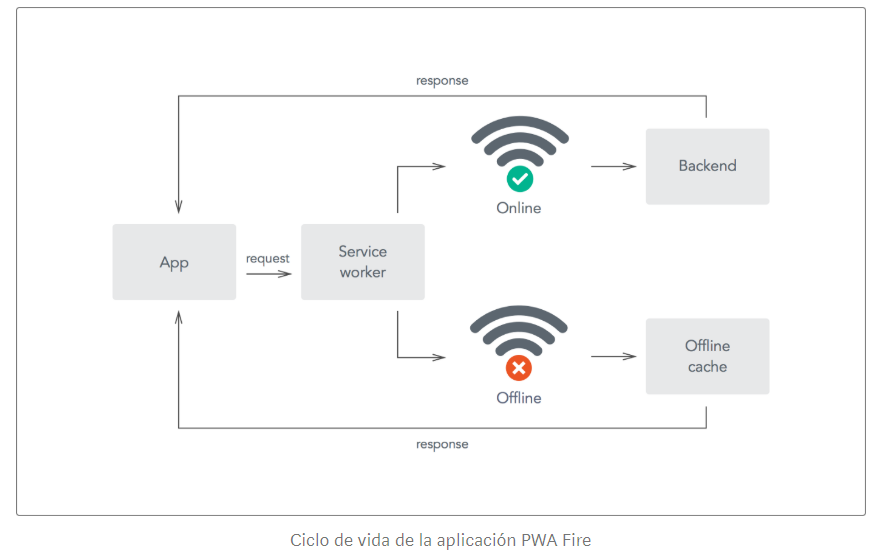 response
Backend
Online
App
request
Service
worker
Offline
cache
Offline
response
Ciclo de vida de la aplicación PWA Fire